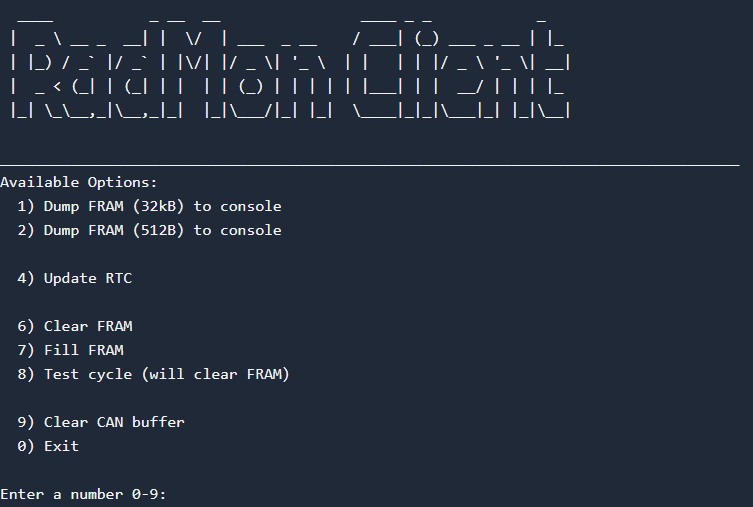 RadMon Client
Available Options:
1) Dump FRAM (32kB) to console
2) Dump FRAM (512B) to console
4) Update RTC
6) Clear FRAM
7) Fill FRAM
8) Test cycle (will clear FRAM)
9) Clear CAN buffer
0) Exit
Enter a number 0-9: